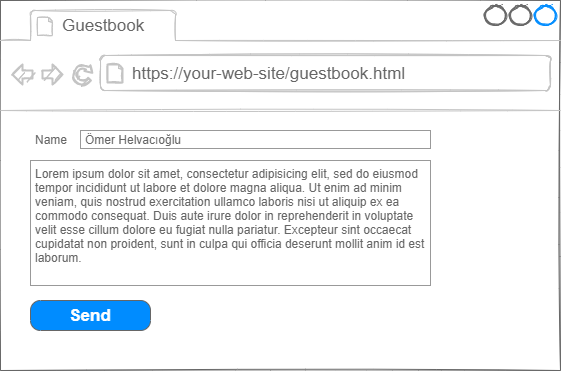 Guestbook
https://your-web-site/guestbook.html
Name Ömer Helvacıoğlu
Lorem ipsum dolor sit amet, consectetur adipisicing elit, sed do eiusmod
tempor incididunt ut labore et dolore magna aliqua. Ut enim ad minim
veniam, quis nostrud exercitation ullamco laboris nisi ut aliquip ex ea
commodo consequat. Duis aute irure dolor in reprehenderit in voluptate
velit esse cillum dolore eu fugiat nulla pariatur. Excepteur sint occaecat
cupidatat non proident, sunt in culpa qui officia deserunt mollit anim id est
laborum.
Send